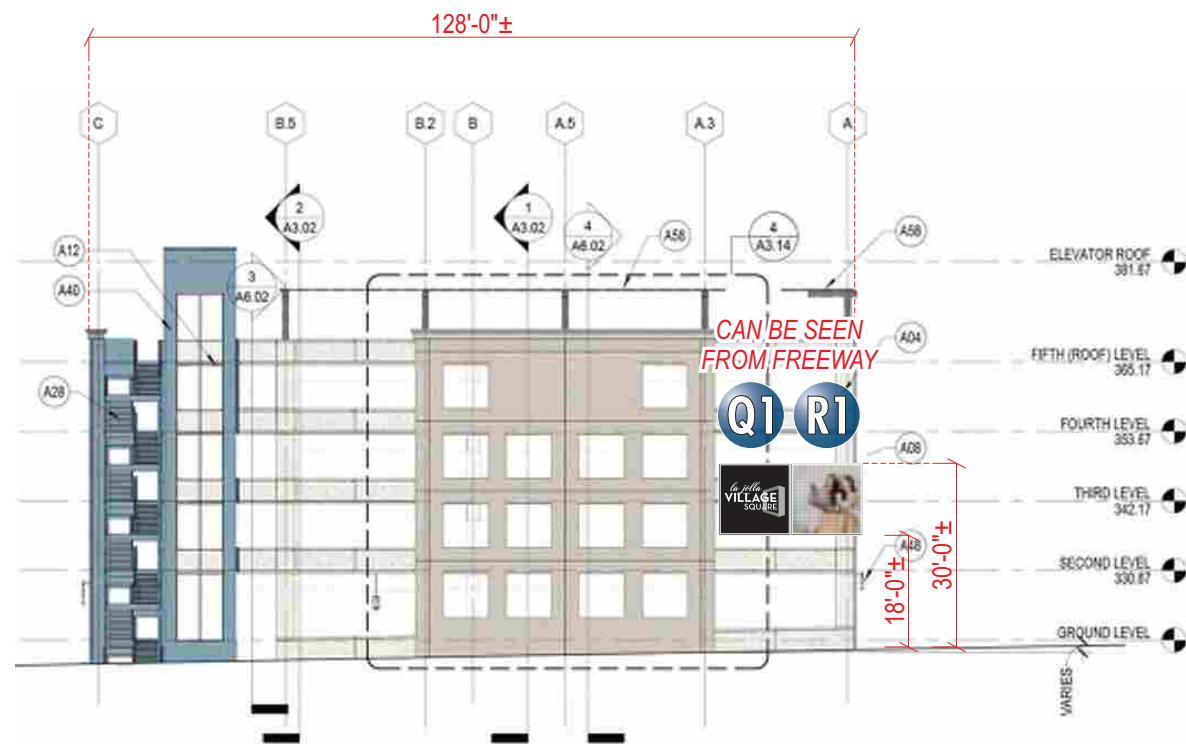 128'-0"±
C
B.5
B.2
B
A.5
A.3
A
2
A3.02
1
A3.02
4
A6.02
A58
4
A3.14
A58
A12
ELEVATOR ROOF
381.67
A40
3
A6.02
CAN BE SEEN
FROM FREEWAY
A04
FIFTH (ROOF) LEVEL
365.17
A28
Q1
R1
FOURTH LEVEL
353.67
A08
la jolla
VILLAGE
SQUARE
THIRD LEVEL
342.17
A48
18'-0"±
30'-0"±
SECOND LEVEL
330.67
GROUND LEVEL
VARIES